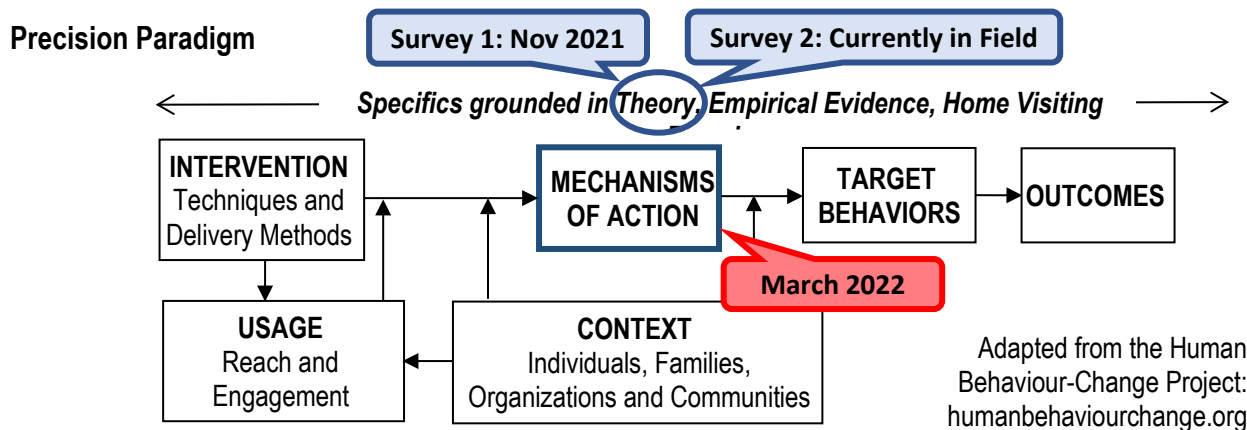 Precision Paradigm
Survey 1: Nov 2021
Survey 2: Currently in Field
Specifics grounded in Theory, Empirical Evidence, Home Visiting
INTERVENTION
Techniques and
Delivery Methods
MECHANISMS
OF ACTION
TARGET
BEHAVIORS
OUTCOMES
March 2022
USAGE
Reach and
Engagement
CONTEXT
Individuals, Families,
Organizations and Communities
Adapted from the Human
Behaviour-Change Project:
humanbehaviourchange.org